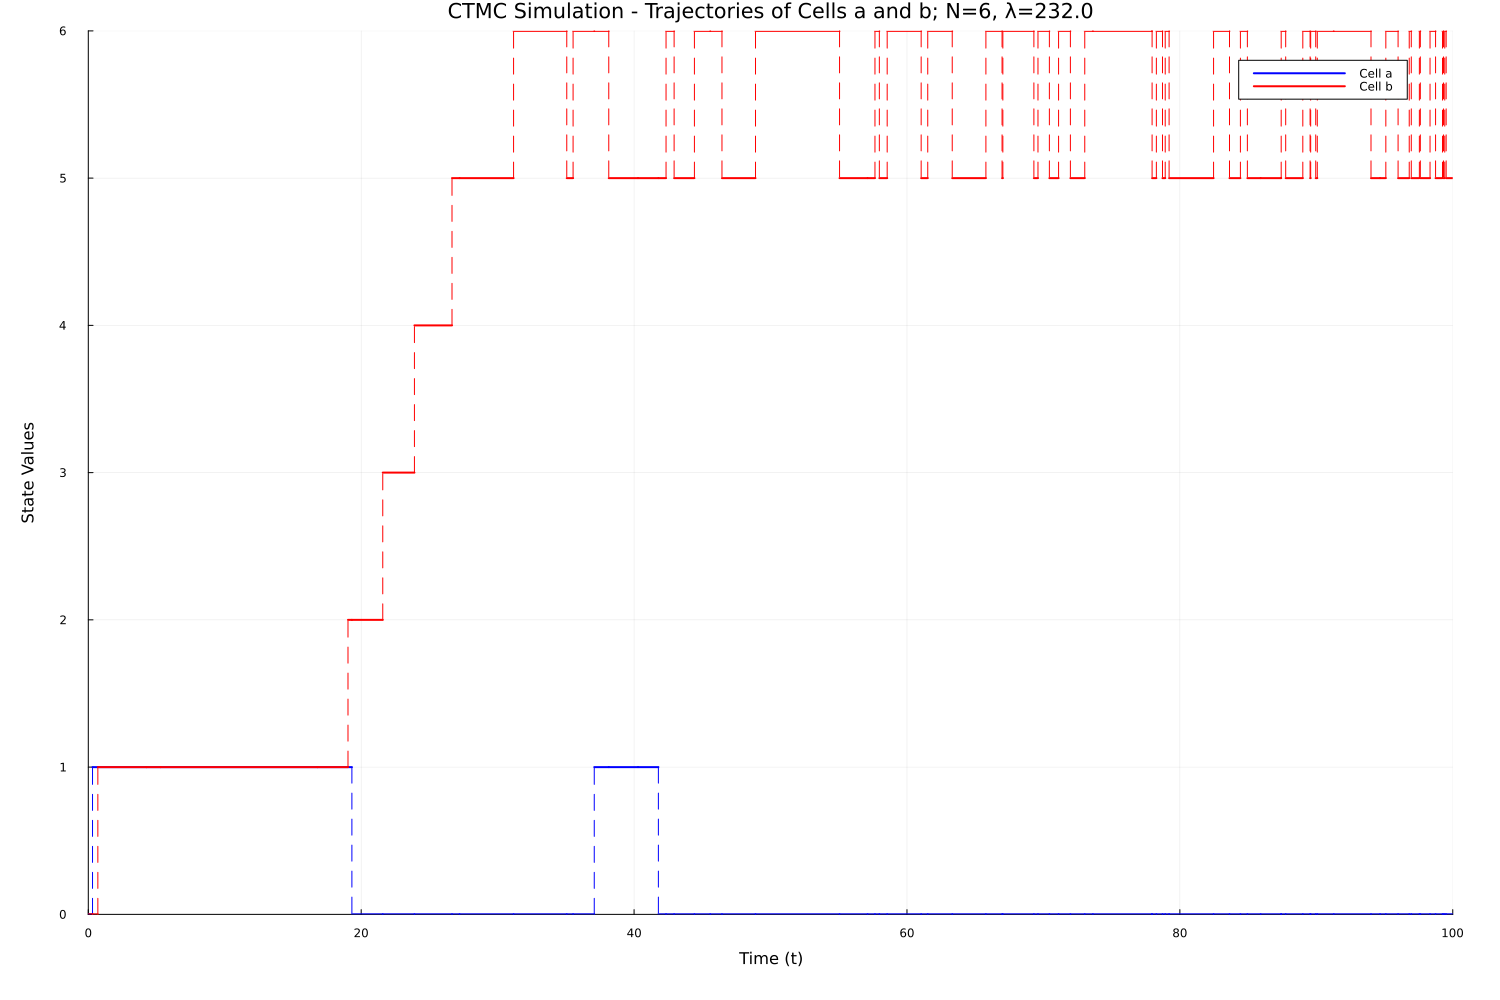 CTMC Simulation - Trajectories of Cells a and b; N=6, λ=232.0
6
Cell a
Cell b
5
4
State Values
3
2
1
0
0 20 40 60 80 100
Time (t)